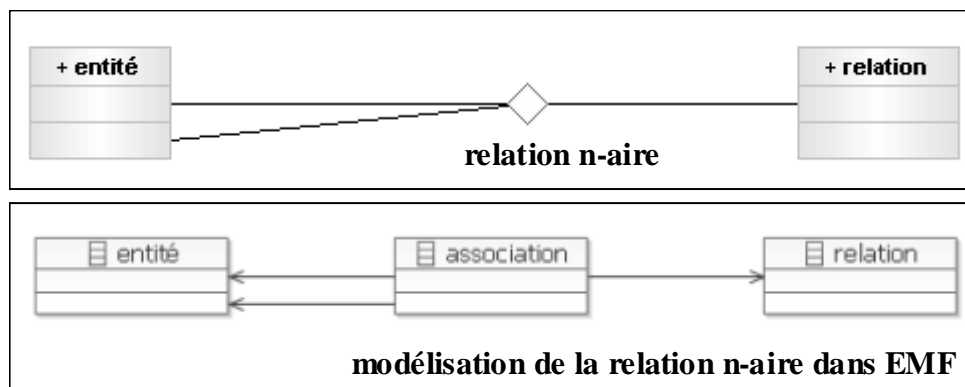 + entité
+ relation
relation n-aire
entité
association
relation
modélisation de la relation n-aire dans EMF